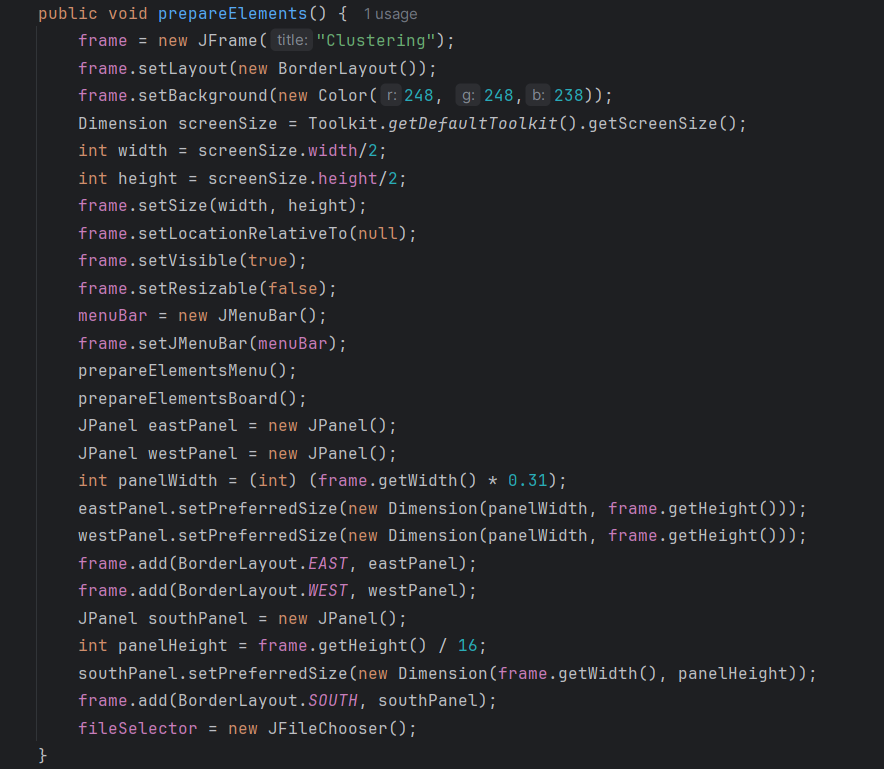 public void prepareElements() { 1 usage
frame = new JFrame( title: "Clustering");
frame.setLayout(new BorderLayout());
frame.setBackground(new Color( r: 248, g: 248, b: 238));
Dimension screenSize = Toolkit.getDefaultToolkit().getScreenSize();
int width = screenSize.width/2;
int height = screenSize.height/2;
frame.setSize(width, height);
frame.setLocationRelativeTo(null);
frame.setVisible(true);
frame.setResizable(false);
menuBar = new JMenuBar();
frame.setJMenuBar(menuBar);
prepareElementsMenu();
prepareElementsBoard();
JPanel eastPanel = new JPanel();
JPanel westPanel = new JPanel();
int panelWidth = (int) (frame.getWidth() * 0.31);
eastPanel.setPreferredSize(new Dimension(panelWidth, frame.getHeight()));
westPanel.setPreferredSize(new Dimension(panelWidth, frame.getHeight()));
frame.add(BorderLayout.EAST, eastPanel);
frame.add(BorderLayout.WEST, westPanel);
JPanel southPanel = new JPanel();
int panelHeight = frame.getHeight() / 16;
southPanel.setPreferredSize(new Dimension(frame.getWidth(), panelHeight));
frame.add(BorderLayout.SOUTH, southPanel);
fileSelector = new JFileChooser();
}